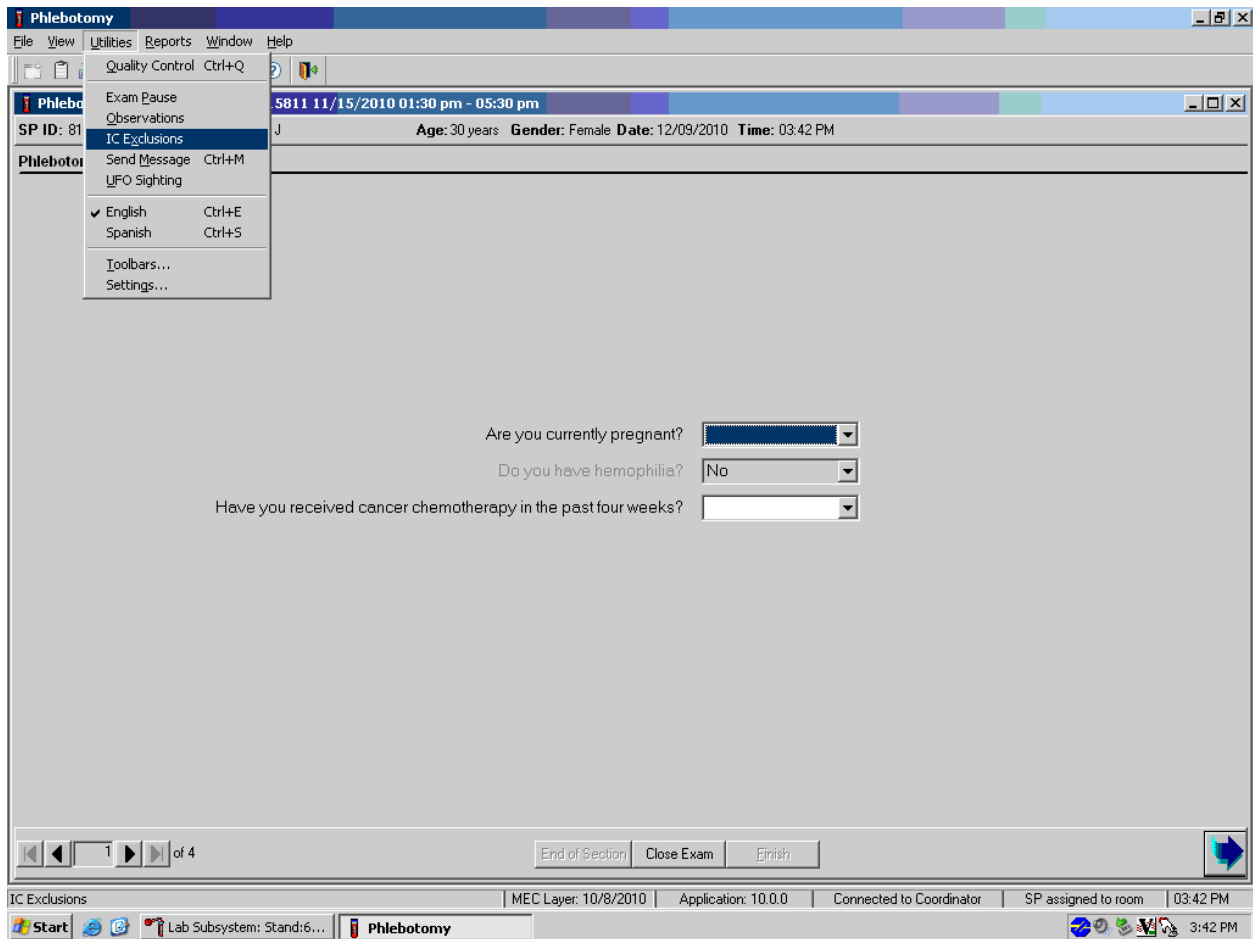 Phlebotomy
File View Utilities Reports Window Help
Quality Control Ctrl+Q
Exam Pause
Observations
IC Exclusions
Send Message Ctrl+M
UFO Sighting
English Ctrl+E
Spanish Ctrl+S
Toolbars...
Settings...
5811 11/15/2010 01:30 pm - 05:30 pm
SP ID: 81 J Age: 30 years Gender: Female Date: 12/09/2010 Time: 03:42 PM
Are you currently pregnant?
Do you have hemophilia? No
Have you received cancer chemotherapy in the past four weeks?
1 of 4 End of Section Close Exam Finish
IC Exclusions MEC Layer: 10/8/2010 Application: 10.0.0 Connected to Coordinator SP assigned to room 03:42 PM
Start Lab Subsystem: Stand:6... Phlebotomy 3:42 PM